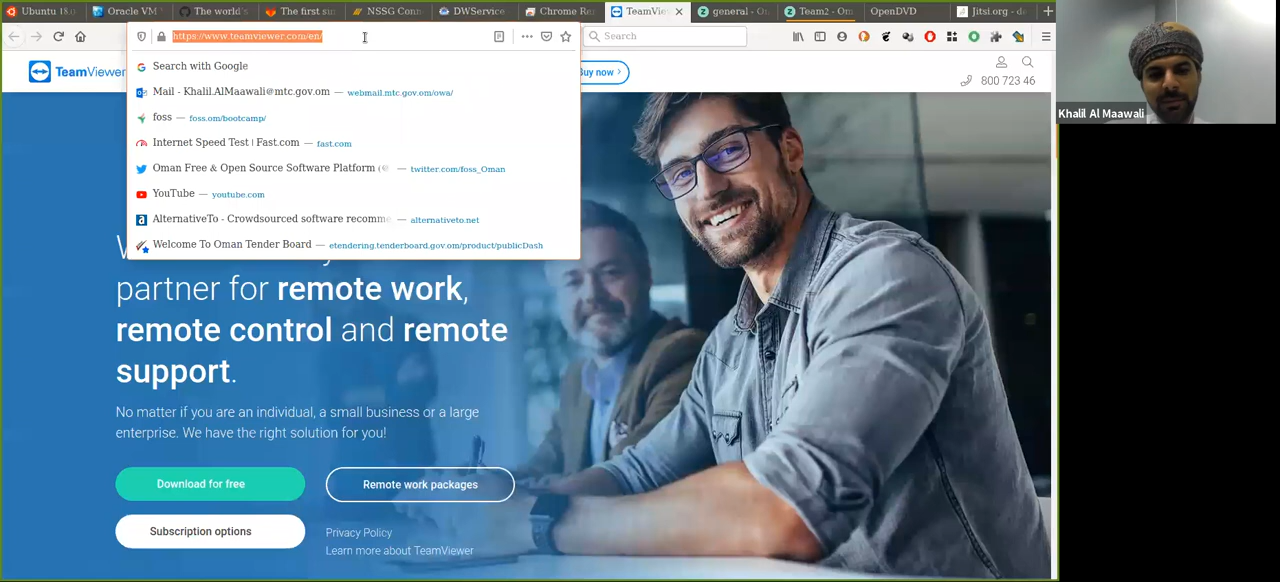 Ubuntu 18.0
Oracle VM
The world's
The first su
NSSG Conn
DWService
Chrome Re
TeamVie
general - On
Team2 - Om
OpenDVD
Jitsi.org - de
https://www.teamviewer.com/en/
Search
Search with Google
Mail - Khalil.AlMaawali@mtc.gov.om — webmail.mtc.gov.om/owa/
foss — foss.om/bootcamp/
Internet Speed Test | Fast.com — fast.com
Oman Free & Open Source Software Platform (@ — twitter.com/foss_Oman
YouTube — youtube.com
AlternativeTo - Crowdsourced software recomme — alternativeto.net
Welcome To Oman Tender Board — etendering.tenderboard.gov.om/product/publicDash
TeamViewer
Buy now
800 723 46
partner for remote work,
remote control and remote
support.
No matter if you are an individual, a small business or a large
enterprise. We have the right solution for you!
Download for free
Remote work packages
Subscription options
Privacy Policy
Learn more about TeamViewer
Khalil Al Maawali